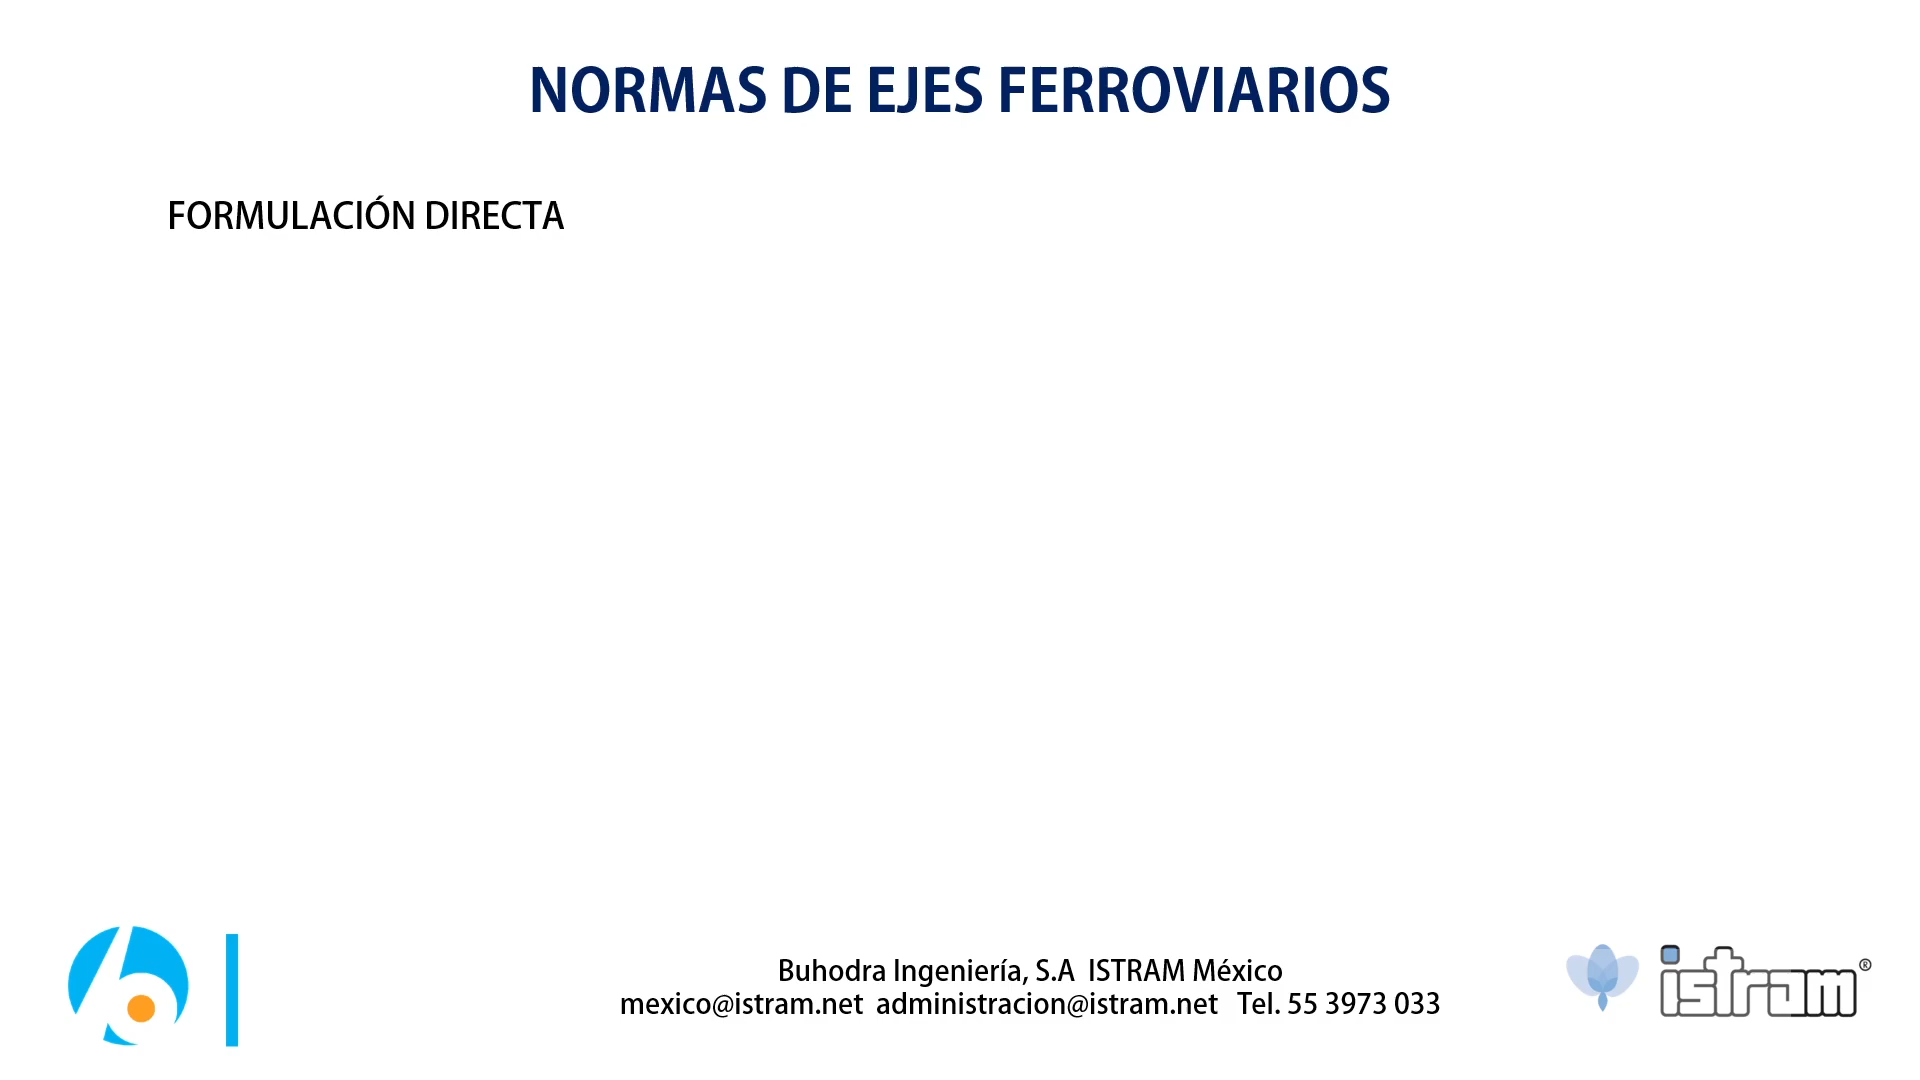 NORMAS DE EJES FERROVIARIOS
FORMULACIÓN DIRECTA
Buhodra Ingeniería, S.A  ISTRAM México
mexico@istram.net  administracion@istram.net   Tel. 55 3973 033
istram®